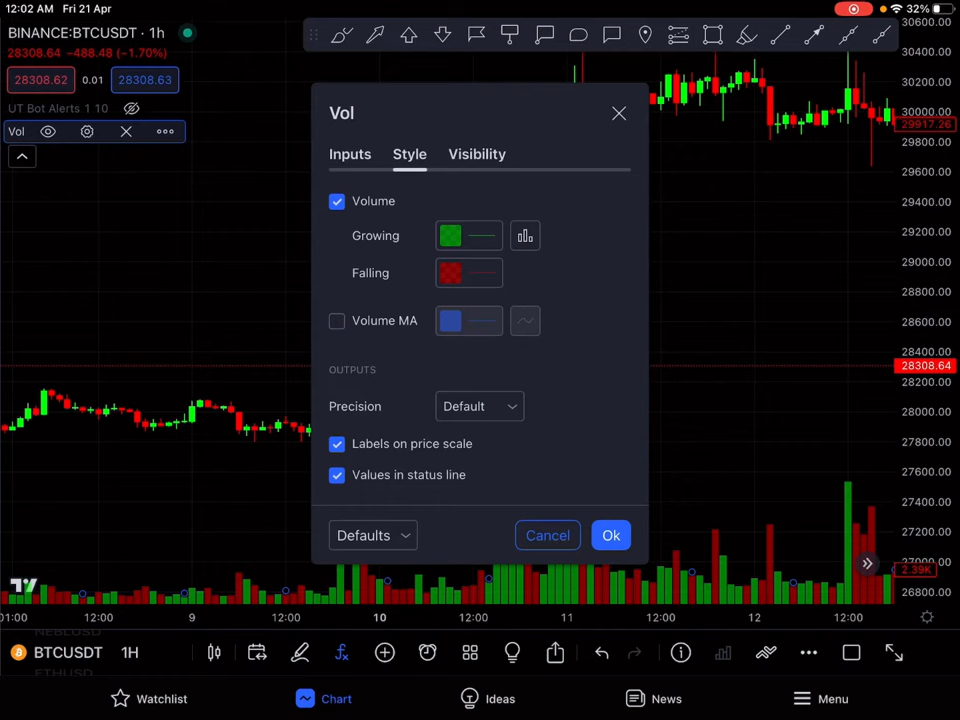 12:02 AM Fri 21 Apr
32%
BINANCE:BTCUSDT · 1h
28308.64 −488.48 (−1.70%)
28308.62 0.01 28308.63
UT Bot Alerts 1 10
Vol
Vol
Inputs Style Visibility
Volume
Growing
Falling
Volume MA
OUTPUTS
Precision Default
Labels on price scale
Values in status line
Defaults Cancel Ok
30600.00
30400.00
30200.00
30000.00
29917.26
29800.00
29600.00
29400.00
29200.00
29000.00
28800.00
28600.00
28400.00
28308.64
28200.00
28000.00
27800.00
27600.00
27400.00
27200.00
27000.00
2.39K
26800.00
01:00 12:00 9 12:00 10 12:00 11 12:00 12 12:00
NEBLUSD
BTCUSDT 1H
ETHUSD
Watchlist Chart Ideas News Menu